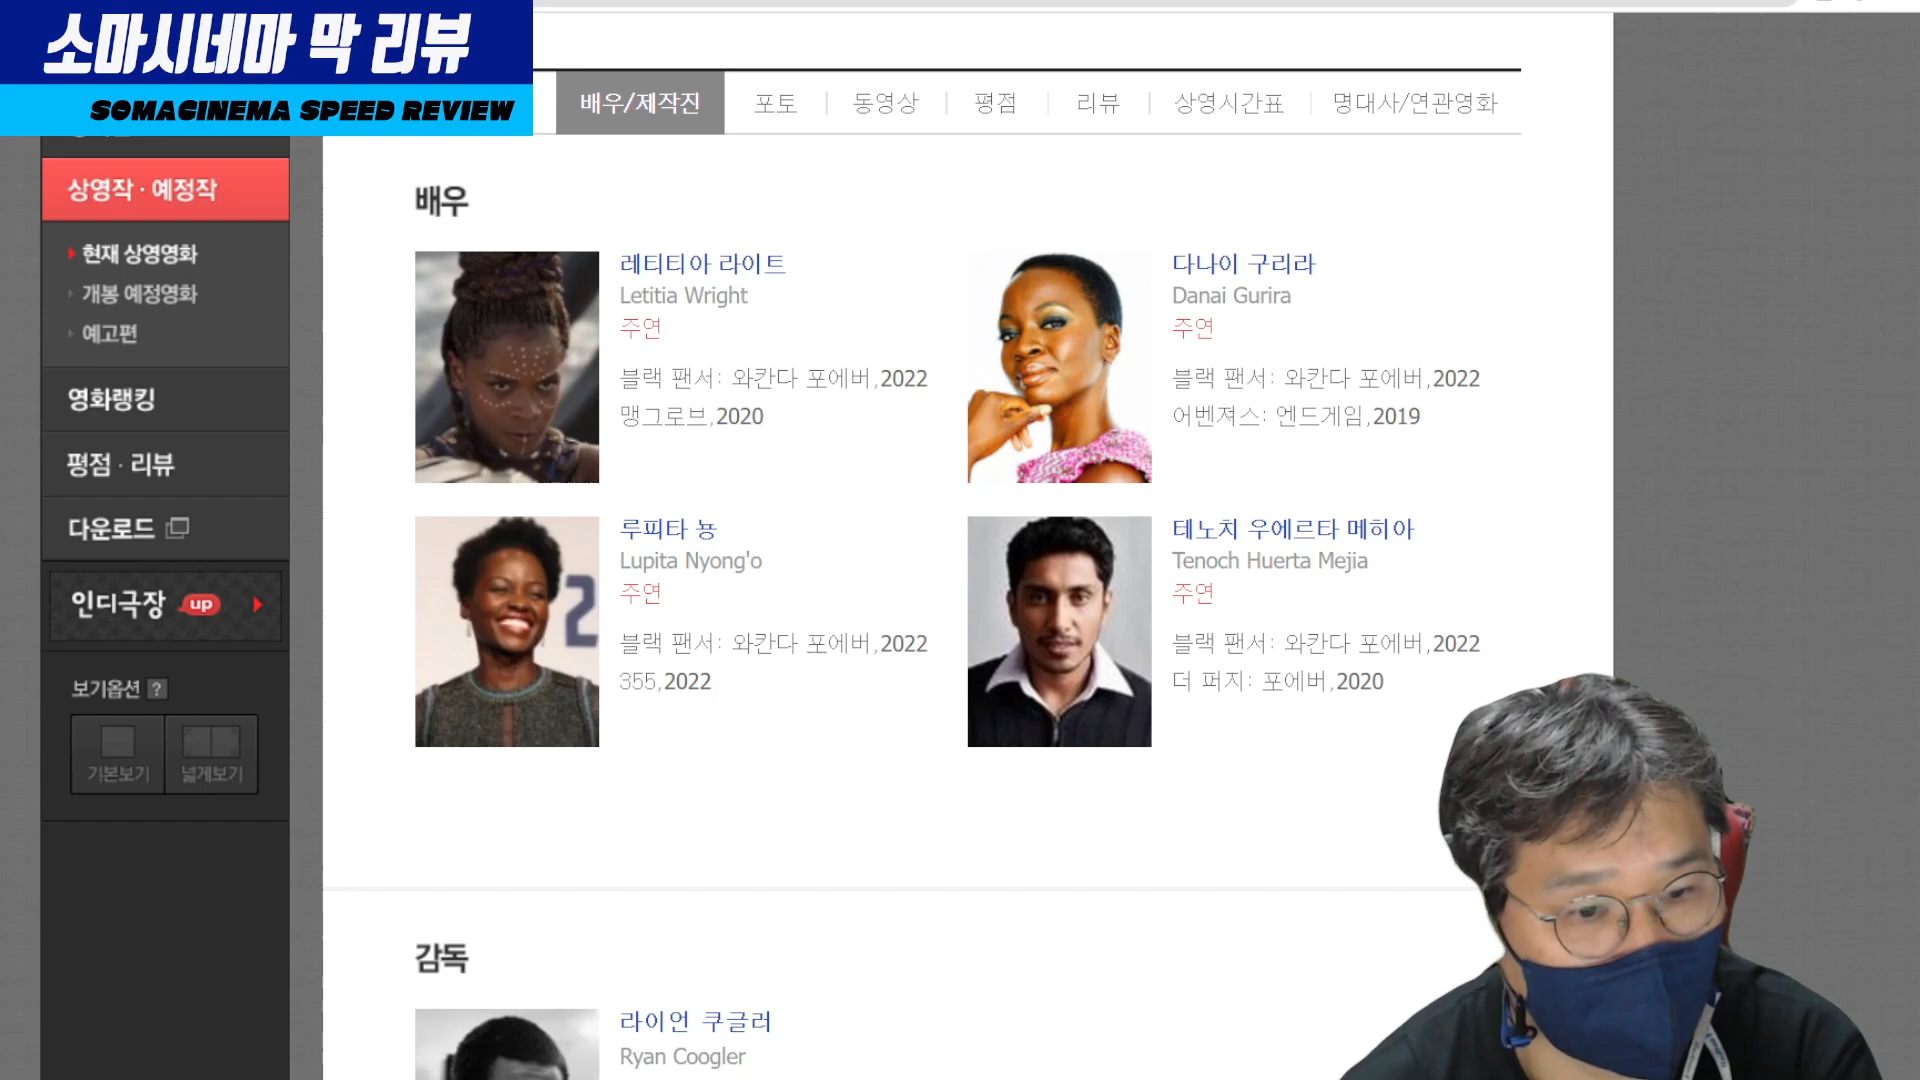 소마시네마 막 리뷰
SOMACINEMA SPEED REVIEW
배우/제작진
포토
동영상
평점
리뷰
상영시간표
명대사/연관영화
상영작 · 예정작
현재 상영영화
개봉 예정영화
예고편
영화랭킹
평점 · 리뷰
다운로드
인디극장 up
보기옵션 ?
기본보기
넓게보기
배우
레티티아 라이트
Letitia Wright
주연
블랙 팬서: 와칸다 포에버,2022
맹그로브,2020
다나이 구리라
Danai Gurira
주연
블랙 팬서: 와칸다 포에버,2022
어벤져스: 엔드게임,2019
루피타 뇽
Lupita Nyong'o
주연
블랙 팬서: 와칸다 포에버,2022
355,2022
2
테노치 우에르타 메히아
Tenoch Huerta Mejia
주연
블랙 팬서: 와칸다 포에버,2022
더 퍼지: 포에버,2020
감독
라이언 쿠글러
Ryan Coogler